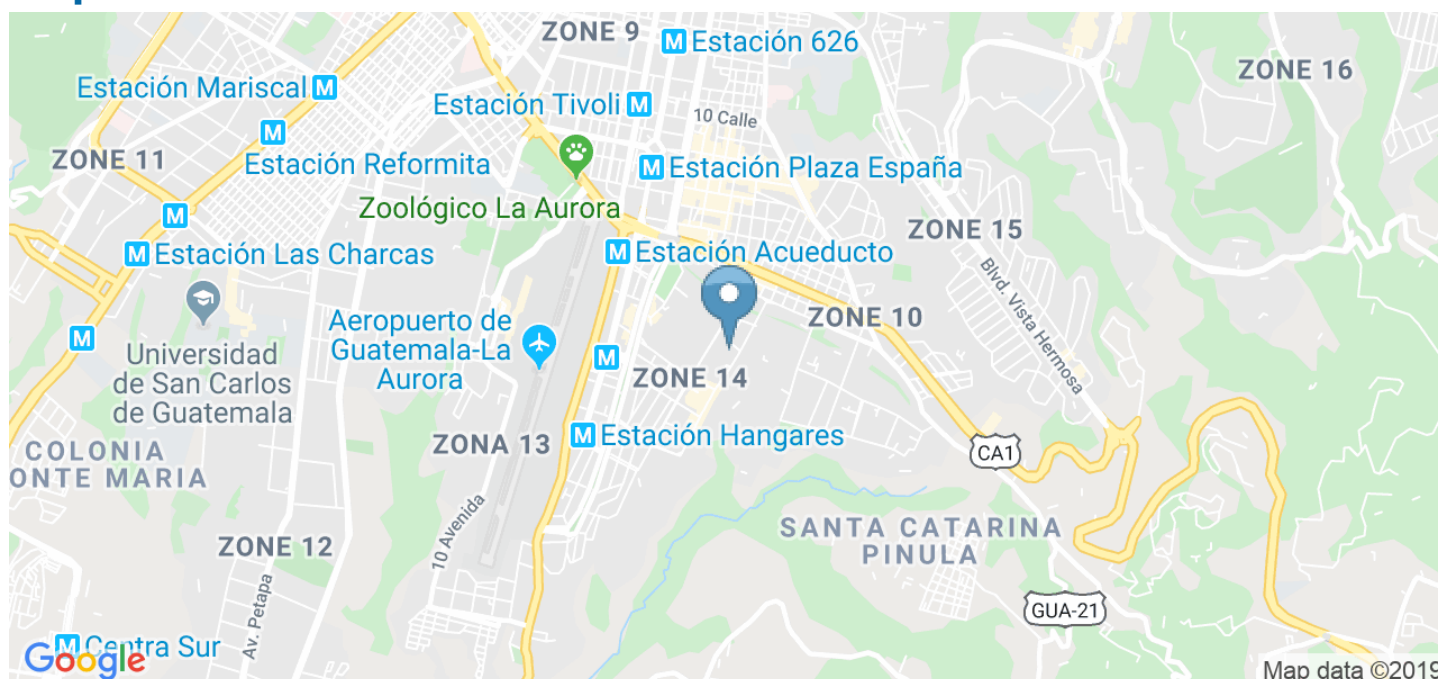 ZONE 9
Estación 626
ZONE 16
Estación Mariscal
Estación Tivoli
10 Calle
ZONE 11
Estación Reformita
Estación Plaza España
Zoológico La Aurora
ZONE 15
Estación Las Charcas
Estación Acueducto
Blvd. Vista Hermosa
ZONE 10
Aeropuerto de
Guatemala-La
Aurora
Universidad
de San Carlos
de Guatemala
ZONE 14
ZONA 13
Estación Hangares
CA1
COLONIA
ONTE MARIA
10 Avenida
SANTA CATARINA
PINULA
ZONE 12
Av. Petapa
GUA-21
Centra Sur
Google
Map data ©2019